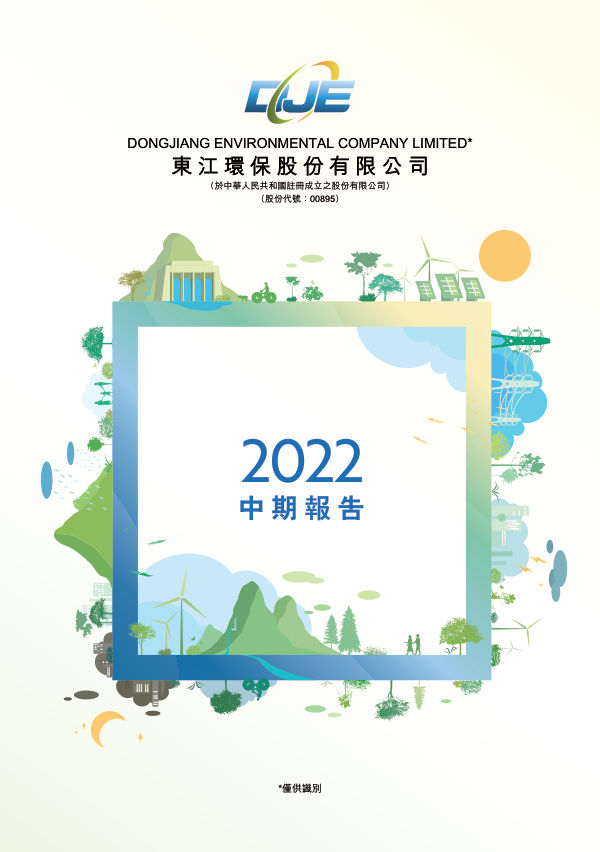 DJE
DONGJIANG ENVIRONMENTAL COMPANY LIMITED*
東江環保股份有限公司
（於中華人民共和國註冊成立之股份有限公司）
（股份代號：00895）
2022
中期報告
*僅供識別